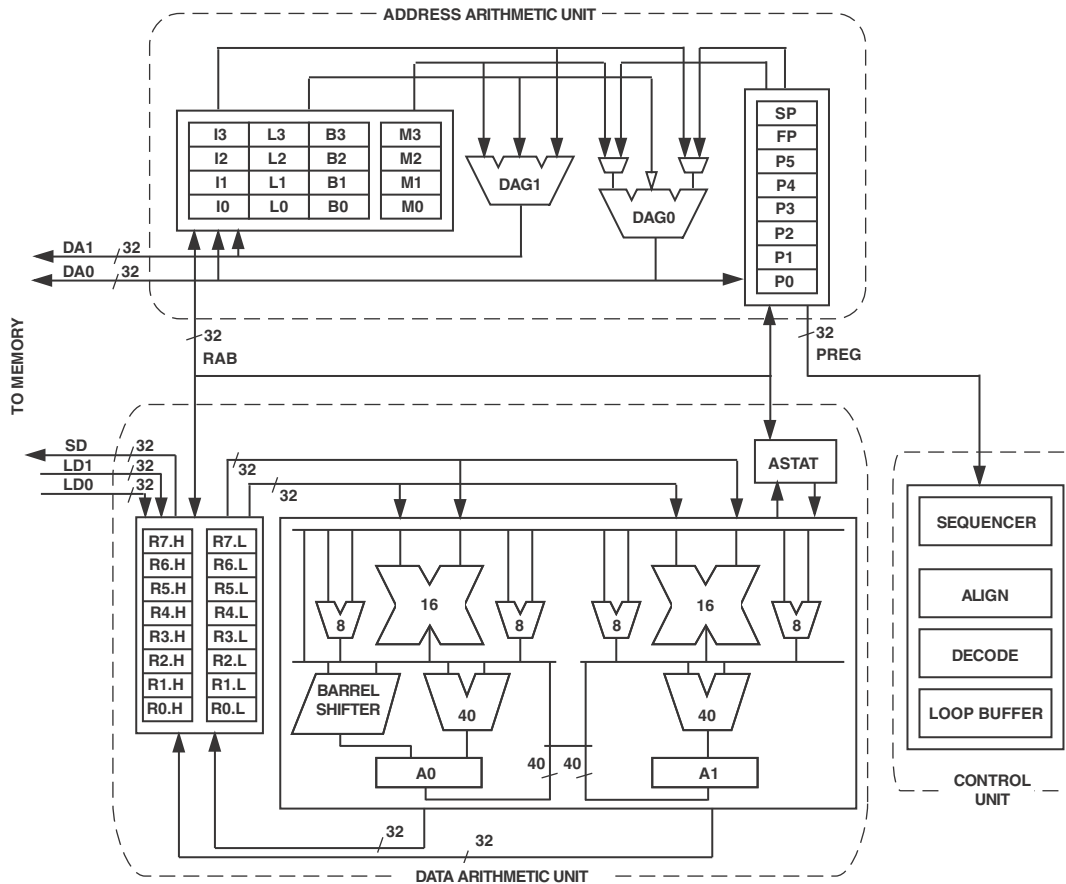 ADDRESS ARITHMETIC UNIT
SP
FP
P5
P4
P3
P2
P1
P0
I3 L3 B3 M3
I2 L2 B2 M2
I1 L1 B1 M1
I0 L0 B0 M0
DAG1
DAG0
DA1 32
DA0 32
TO MEMORY
32
RAB
32
PREG
SD 32
LD1 32
LD0 32
32
32
ASTAT
R7.H R7.L
R6.H R6.L
R5.H R5.L
R4.H R4.L
R3.H R3.L
R2.H R2.L
R1.H R1.L
R0.H R0.L
16 16
8 8 8 8
BARREL
SHIFTER
40 40
A0 40 40 A1
32
32
DATA ARITHMETIC UNIT
SEQUENCER
ALIGN
DECODE
LOOP BUFFER
CONTROL
UNIT